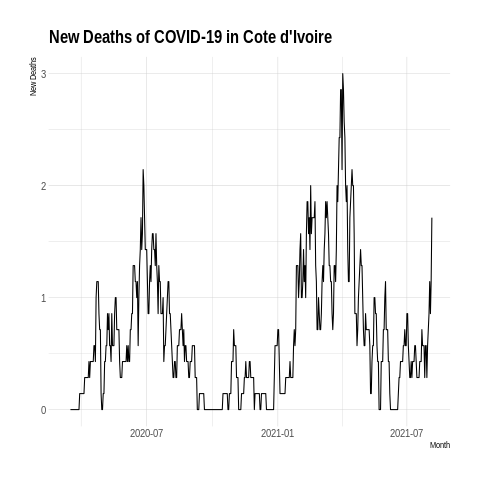 New Deaths of COVID-19 in Cote d'Ivoire
New Deaths
3
2
1
0
2020-07
2021-01
2021-07
Month